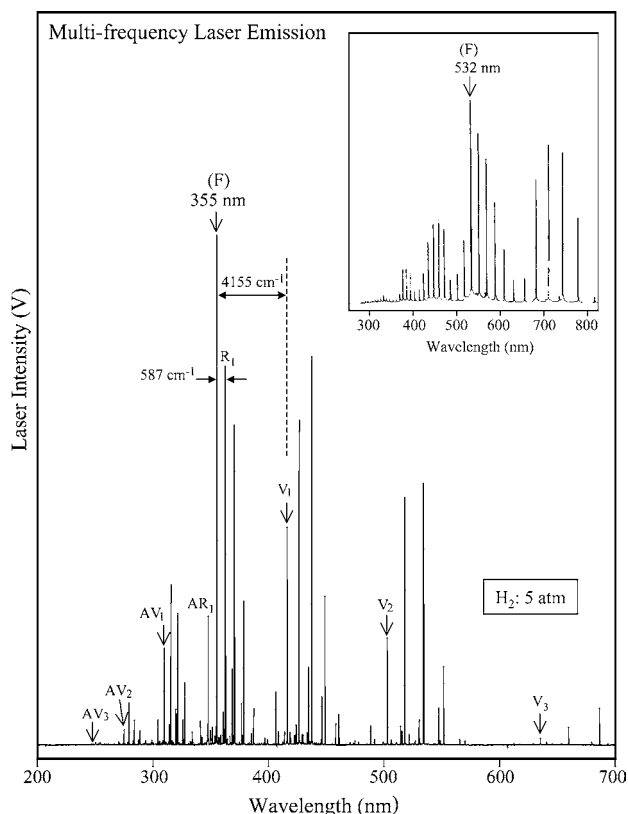 Multi-frequency Laser Emission
(F)
532 nm
300 400 500 600 700 800
Wavelength (nm)
(F)
355 nm
4155 cm-1
587 cm-1
R1
V1
AV1
AR1
AV2
AV3
V2
V3
H2: 5 atm
Laser Intensity (V)
200 300 400 500 600 700
Wavelength (nm)